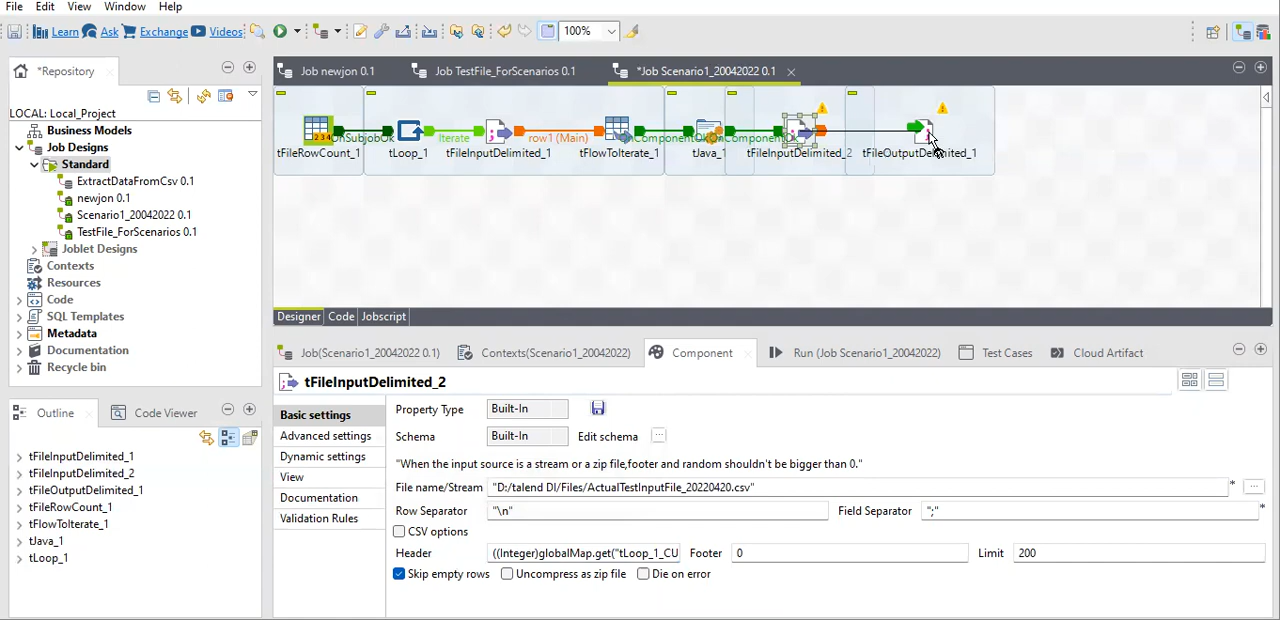 File Edit View Window Help
Learn Ask Exchange Videos 100%
*Repository
LOCAL: Local_Project
Business Models
Job Designs
Standard
ExtractDataFromCsv 0.1
newjon 0.1
Scenario1_20042022 0.1
TestFile_ForScenarios 0.1
Joblet Designs
Contexts
Resources
Code
SQL Templates
Metadata
Documentation
Recycle bin
Outline Code Viewer
tFileInputDelimited_1
tFileInputDelimited_2
tFileOutputDelimited_1
tFileRowCount_1
tFlowToIterate_1
tJava_1
tLoop_1
Job newjon 0.1 Job TestFile_ForScenarios 0.1 *Job Scenario1_20042022 0.1
OnSubjobOk Iterate row1 (Main)
tFileRowCount_1 tLoop_1 tFileInputDelimited_1 tFlowToIterate_1 tJava_1 tFileInputDelimited_2 tFileOutputDelimited_1
Designer Code Jobscript
Job(Scenario1_20042022 0.1) Contexts(Scenario1_20042022) Component Run (Job Scenario1_20042022) Test Cases Cloud Artifact
tFileInputDelimited_2
Basic settings
Advanced settings
Dynamic settings
View
Documentation
Validation Rules
Property Type Built-In
Schema Built-In Edit schema ...
"When the input source is a stream or a zip file,footer and random shouldn't be bigger than 0."
File name/Stream "D:/talend DI/Files/ActualTestInputFile_20220420.csv" * ...
Row Separator "\n" Field Separator ";" *
CSV options
Header ((Integer)globalMap.get("tLoop_1_CU Footer 0 Limit 200
Skip empty rows Uncompress as zip file Die on error